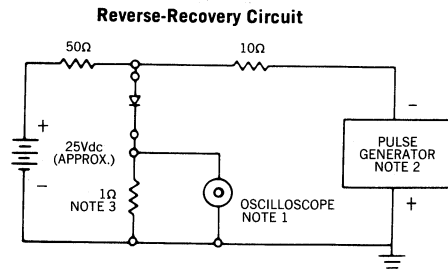 Reverse-Recovery Circuit
50Ω
10Ω
+
25Vdc
(APPROX.)
−
1Ω
NOTE 3
OSCILLOSCOPE
NOTE 1
−
PULSE
GENERATOR
NOTE 2
+